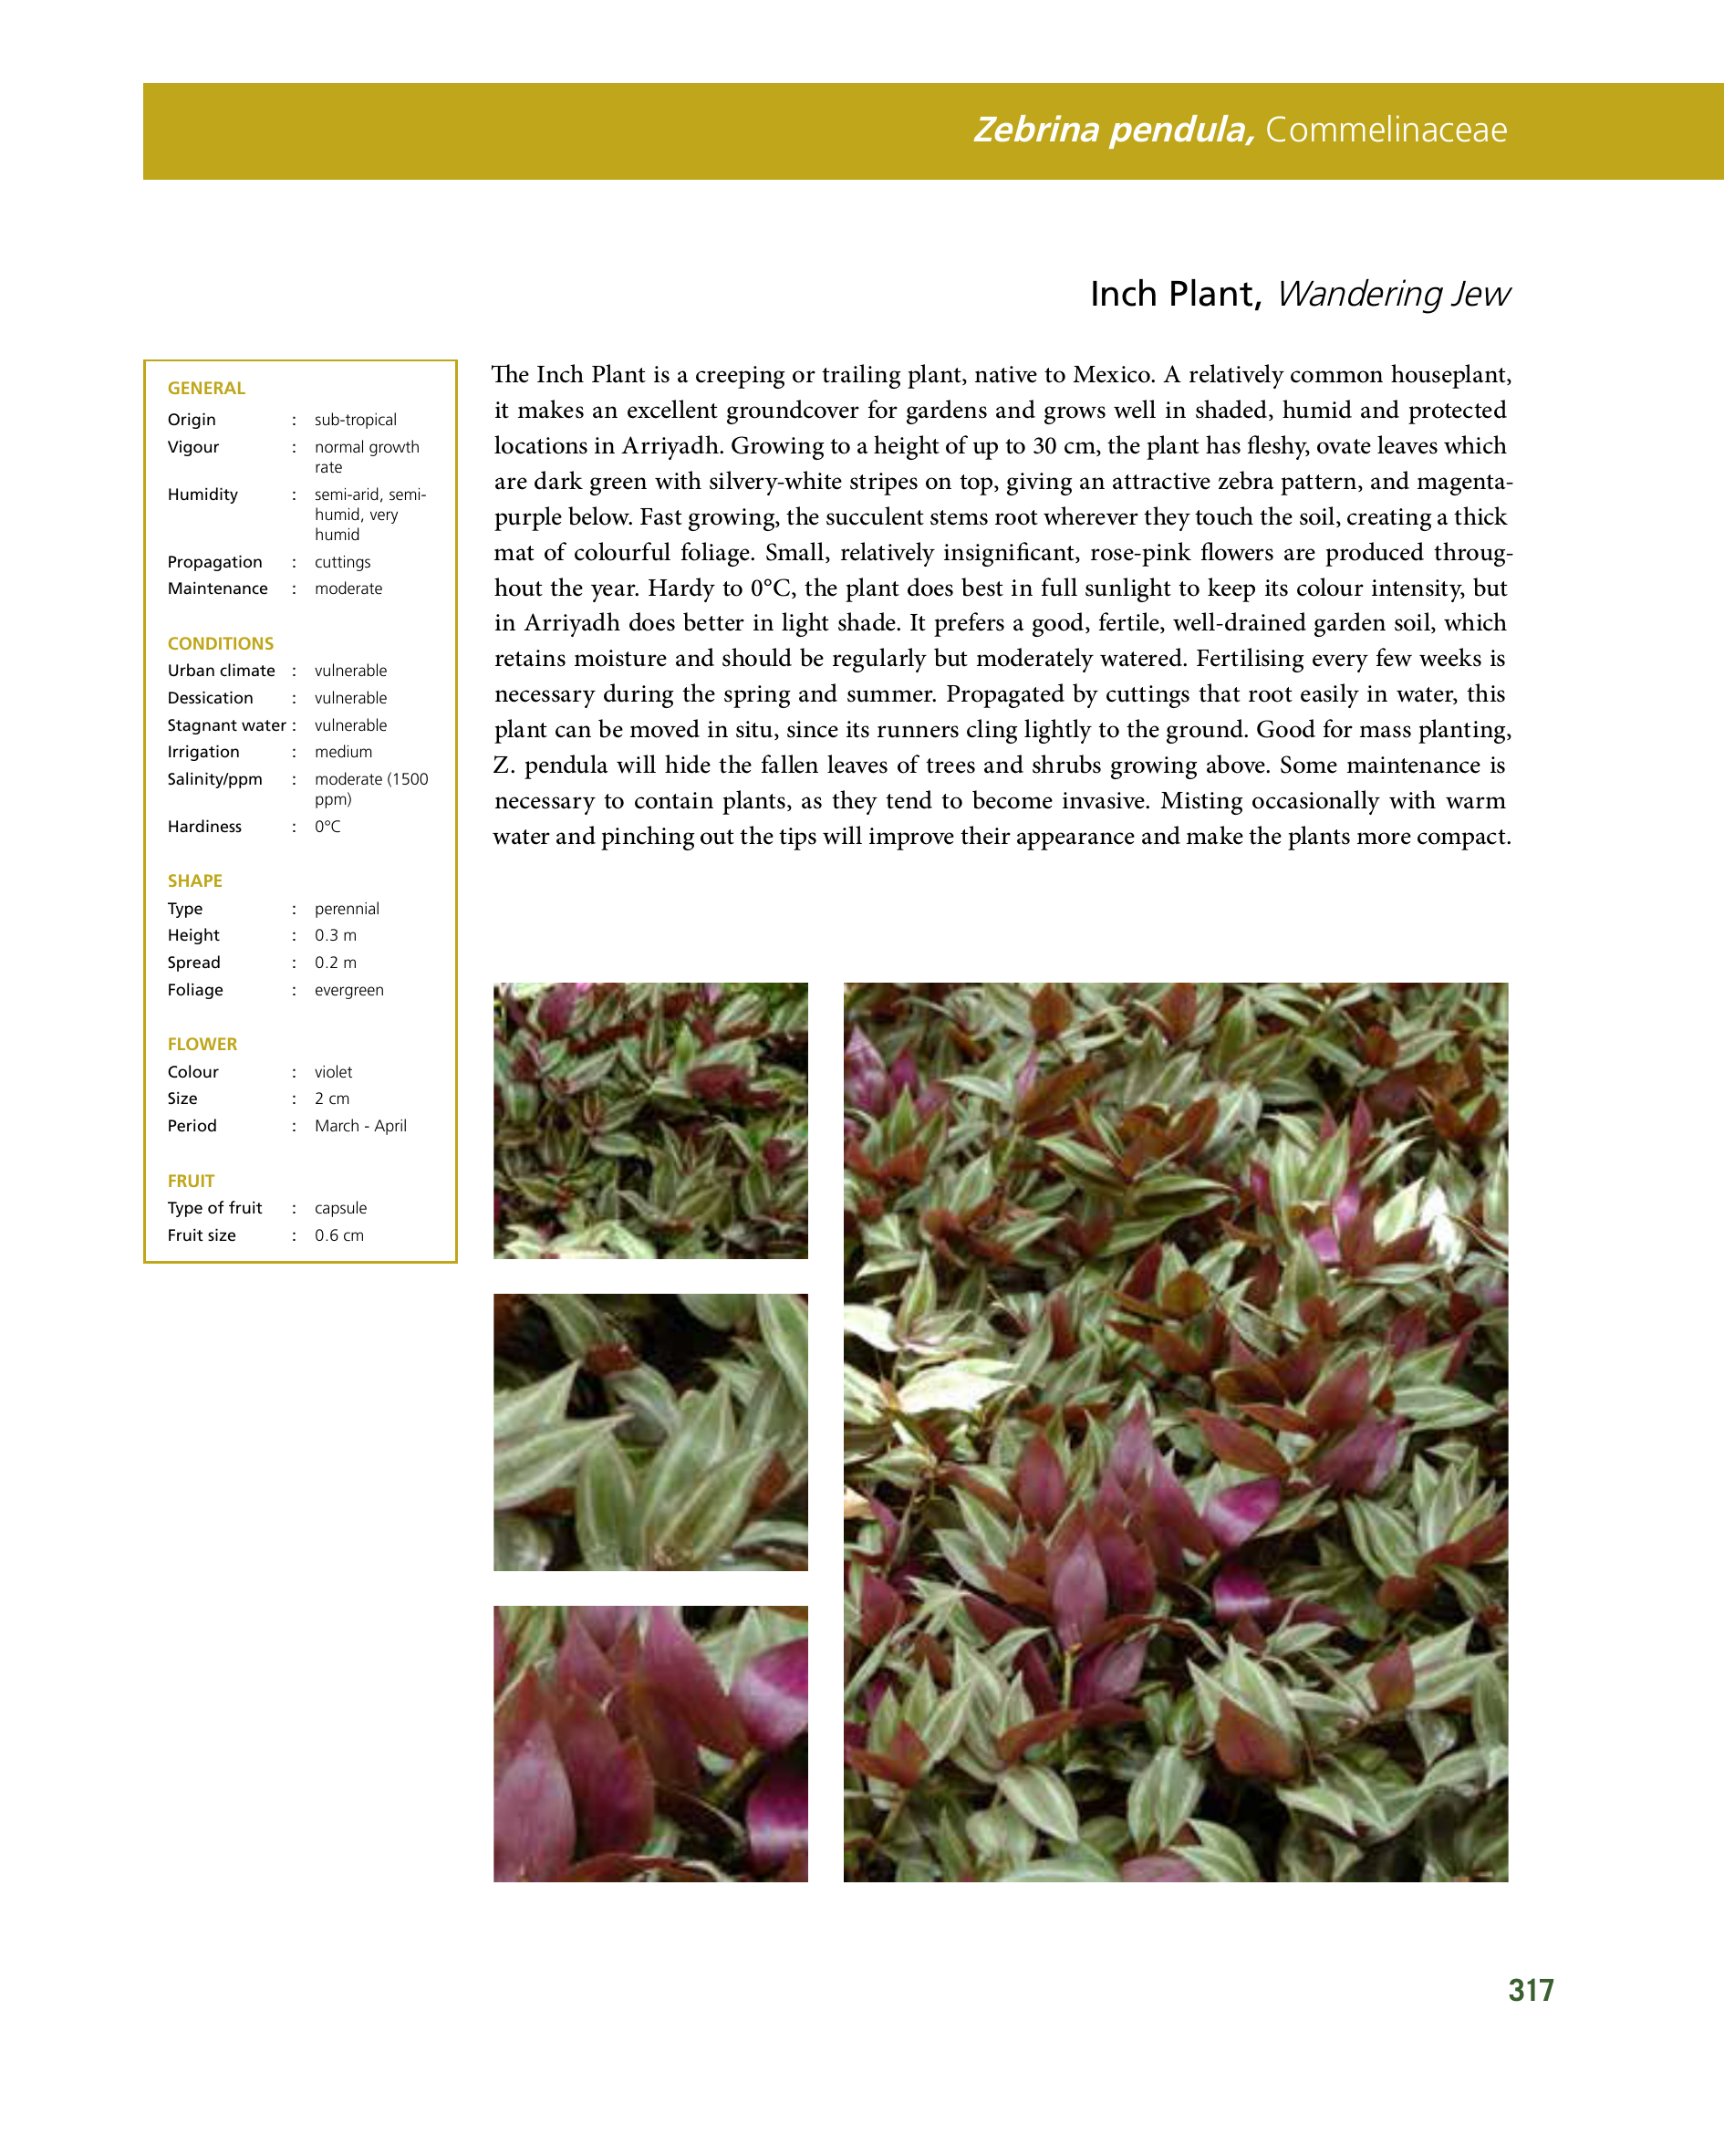 Zebrina pendula, Commelinaceae
Inch Plant, Wandering Jew
GENERAL
Origin : sub-tropical
Vigour : normal growth
rate
Humidity : semi-arid, semi-
humid, very
humid
Propagation : cuttings
Maintenance : moderate
CONDITIONS
Urban climate : vulnerable
Dessication : vulnerable
Stagnant water : vulnerable
Irrigation : medium
Salinity/ppm : moderate (1500
ppm)
Hardiness : 0°C
SHAPE
Type : perennial
Height : 0.3 m
Spread : 0.2 m
Foliage : evergreen
FLOWER
Colour : violet
Size : 2 cm
Period : March - April
FRUIT
Type of fruit : capsule
Fruit size : 0.6 cm
The Inch Plant is a creeping or trailing plant, native to Mexico. A relatively common houseplant,
it makes an excellent groundcover for gardens and grows well in shaded, humid and protected
locations in Arriyadh. Growing to a height of up to 30 cm, the plant has fleshy, ovate leaves which
are dark green with silvery-white stripes on top, giving an attractive zebra pattern, and magenta-
purple below. Fast growing, the succulent stems root wherever they touch the soil, creating a thick
mat of colourful foliage. Small, relatively insignificant, rose-pink flowers are produced throug-
hout the year. Hardy to 0°C, the plant does best in full sunlight to keep its colour intensity, but
in Arriyadh does better in light shade. It prefers a good, fertile, well-drained garden soil, which
retains moisture and should be regularly but moderately watered. Fertilising every few weeks is
necessary during the spring and summer. Propagated by cuttings that root easily in water, this
plant can be moved in situ, since its runners cling lightly to the ground. Good for mass planting,
Z. pendula will hide the fallen leaves of trees and shrubs growing above. Some maintenance is
necessary to contain plants, as they tend to become invasive. Misting occasionally with warm
water and pinching out the tips will improve their appearance and make the plants more compact.
317